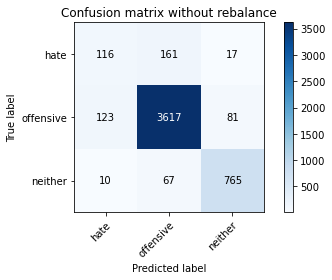 Confusion matrix without rebalance
True label
hate 116 161 17
offensive 123 3617 81
neither 10 67 765
hate offensive neither
Predicted label
3500
3000
2500
2000
1500
1000
500